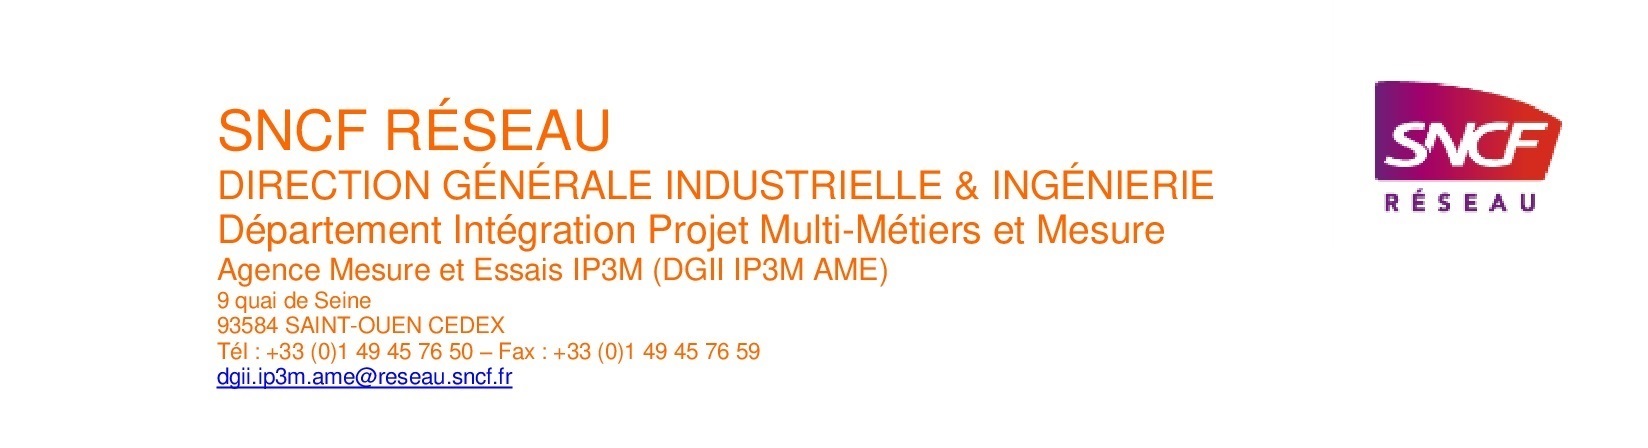 SNCF RÉSEAU
DIRECTION GÉNÉRALE INDUSTRIELLE & INGÉNIERIE
Département Intégration Projet Multi-Métiers et Mesure
Agence Mesure et Essais IP3M (DGII IP3M AME)
9 quai de Seine
93584 SAINT-OUEN CEDEX
Tél : +33 (0)1 49 45 76 50 – Fax : +33 (0)1 49 45 76 59
dgii.ip3m.ame@reseau.sncf.fr
SNCF
RÉSEAU